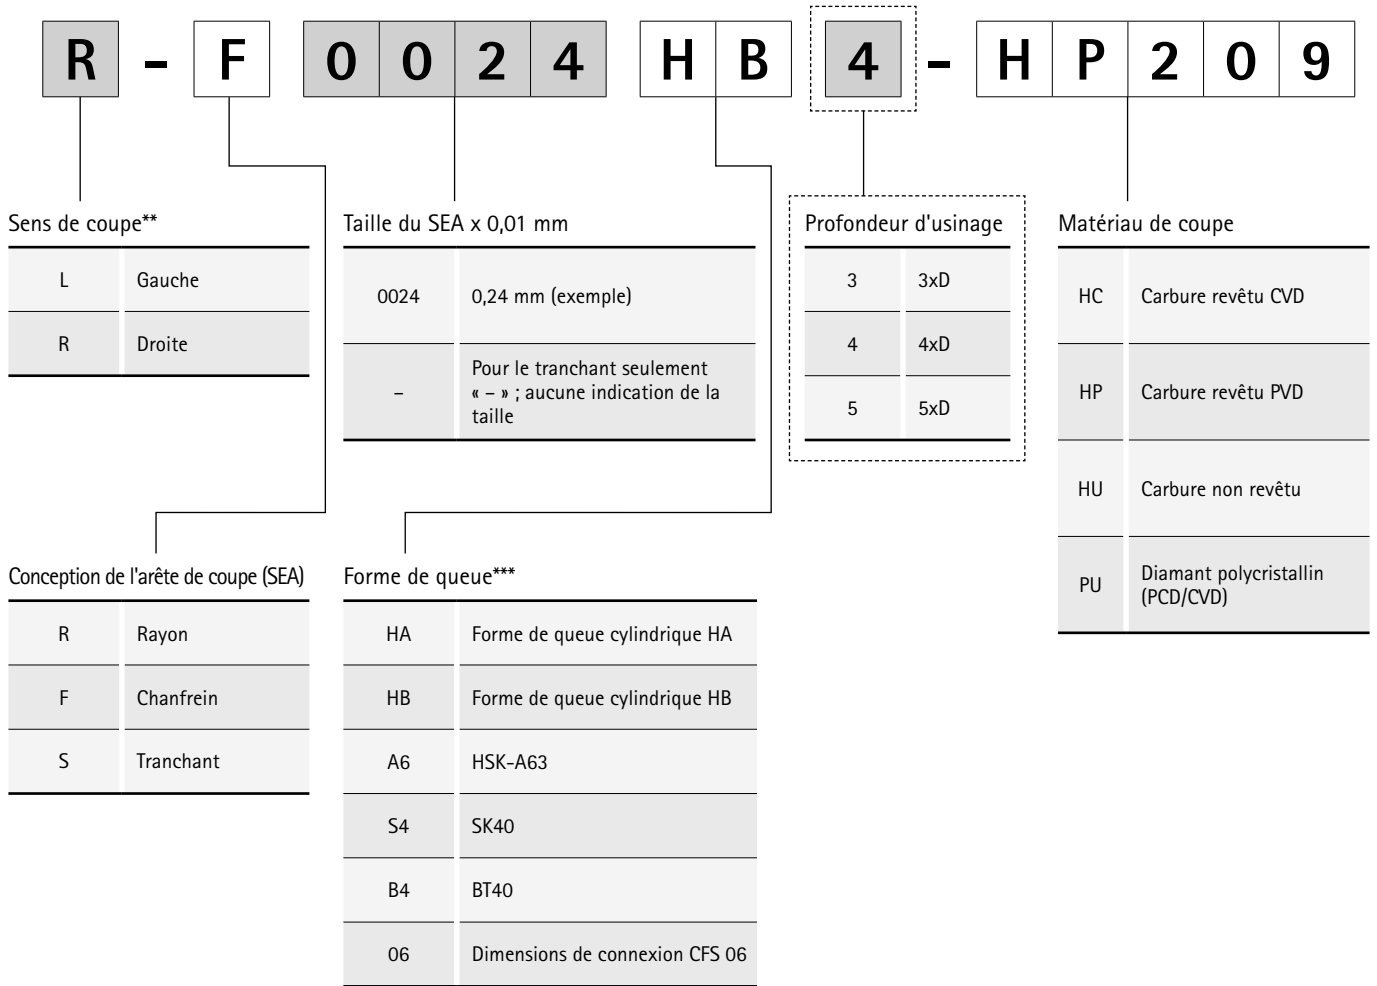 R - F 0 0 2 4 H B 4 - H P 2 0 9
Sens de coupe**
L Gauche
R Droite
Taille du SEA x 0,01 mm
0024 0,24 mm (exemple)
– Pour le tranchant seulement
« – » ; aucune indication de la
taille
Profondeur d'usinage
3 3xD
4 4xD
5 5xD
Matériau de coupe
HC Carbure revêtu CVD
HP Carbure revêtu PVD
HU Carbure non revêtu
PU Diamant polycristallin
(PCD/CVD)
Conception de l'arête de coupe (SEA)
R Rayon
F Chanfrein
S Tranchant
Forme de queue***
HA Forme de queue cylindrique HA
HB Forme de queue cylindrique HB
A6 HSK-A63
S4 SK40
B4 BT40
06 Dimensions de connexion CFS 06